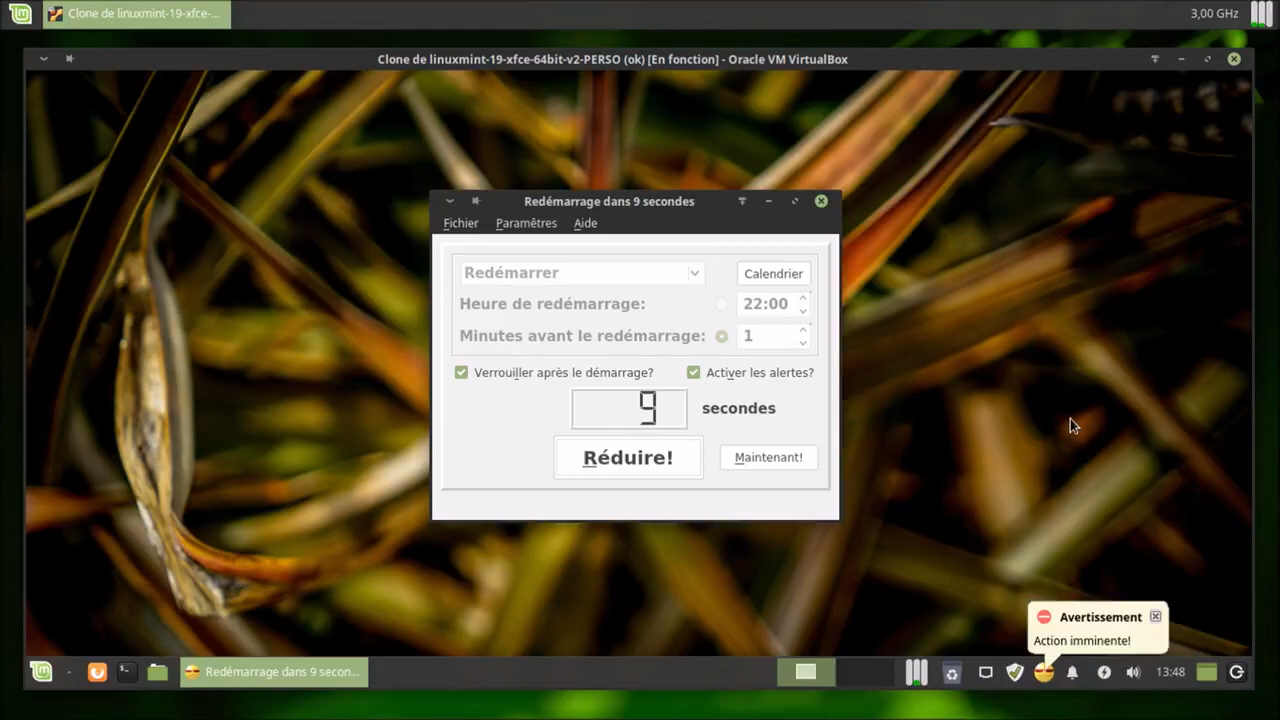 Clone de linuxmint-19-xfce-...
3,00 GHz
Clone de linuxmint-19-xfce-64bit-v2-PERSO (ok) [En fonction] - Oracle VM VirtualBox
Redémarrage dans 9 secondes
Fichier Paramêtres Aide
Redémarrer
Calendrier
Heure de redémarrage:
22:00
Minutes avant le redémarrage:
1
Verrouiller après le démarrage?
Activer les alertes?
9
secondes
Réduire!
Maintenant!
Avertissement
Action imminente!
Redémarrage dans 9 secon...
13:48